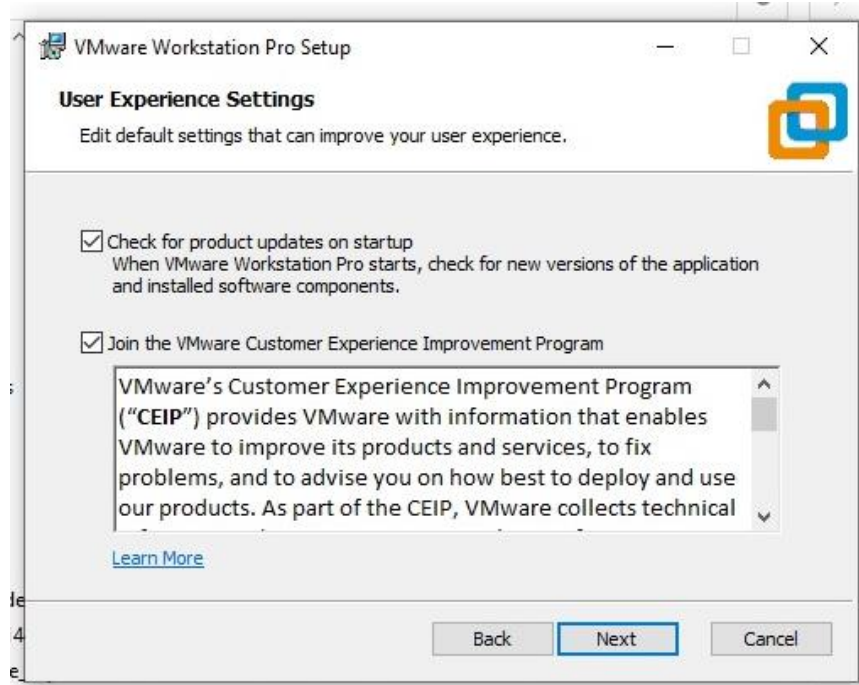 VMware Workstation Pro Setup
User Experience Settings
Edit default settings that can improve your user experience.
Check for product updates on startup
When VMware Workstation Pro starts, check for new versions of the application
and installed software components.
Join the VMware Customer Experience Improvement Program
VMware's Customer Experience Improvement Program
("CEIP") provides VMware with information that enables
VMware to improve its products and services, to fix
problems, and to advise you on how best to deploy and use
our products. As part of the CEIP, VMware collects technical
Learn More
Back
Next
Cancel